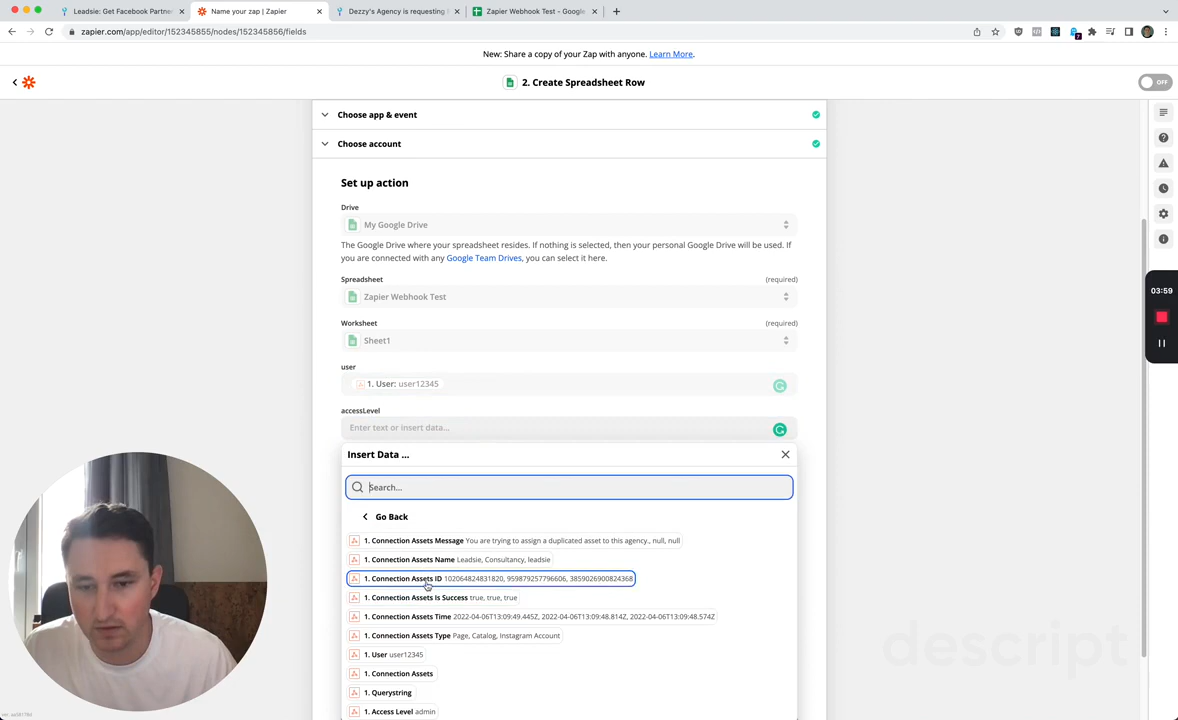 Leadsie: Get Facebook Partne
Name your zap | Zapier
Dezzy's Agency is requesting
Zapier Webhook Test - Google
zapier.com/app/editor/152345855/nodes/152345856/fields
New: Share a copy of your Zap with anyone. Learn More.
2. Create Spreadsheet Row
OFF
Choose app & event
Choose account
Set up action
Drive
My Google Drive
The Google Drive where your spreadsheet resides. If nothing is selected, then your personal Google Drive will be used. If
you are connected with any Google Team Drives, you can select it here.
Spreadsheet (required)
Zapier Webhook Test
Worksheet (required)
Sheet1
03:59
user
1. User: user12345
accessLevel
Enter text or insert data...
Insert Data ...
Search...
Go Back
1. Connection Assets Message You are trying to assign a duplicated asset to this agency., null, null
1. Connection Assets Name Leadsie, Consultancy, leadsie
1. Connection Assets ID 102064824831820, 959879257796606, 3859026900824368
1. Connection Assets Is Success true, true, true
1. Connection Assets Time 2022-04-06T13:09:49.445Z, 2022-04-06T13:09:48.814Z, 2022-04-06T13:09:48.574Z
1. Connection Assets Type Page, Catalog, Instagram Account
1. User user12345
1. Connection Assets
1. Querystring
1. Access Level admin
descript